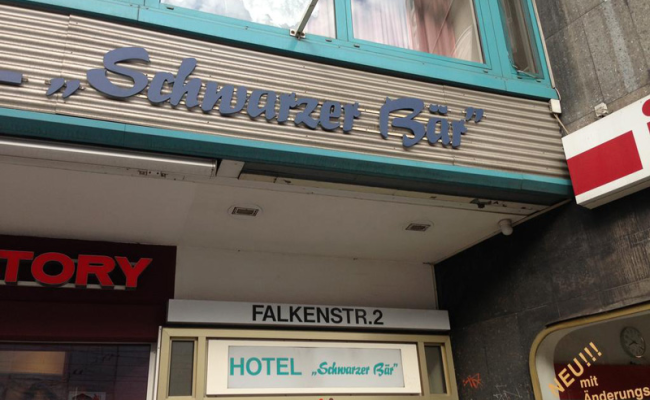 „Schwarzer Bär"
TORY
FALKENSTR.2
HOTEL „Schwarzer Bär"
NEU!!!
mit
Änderungs